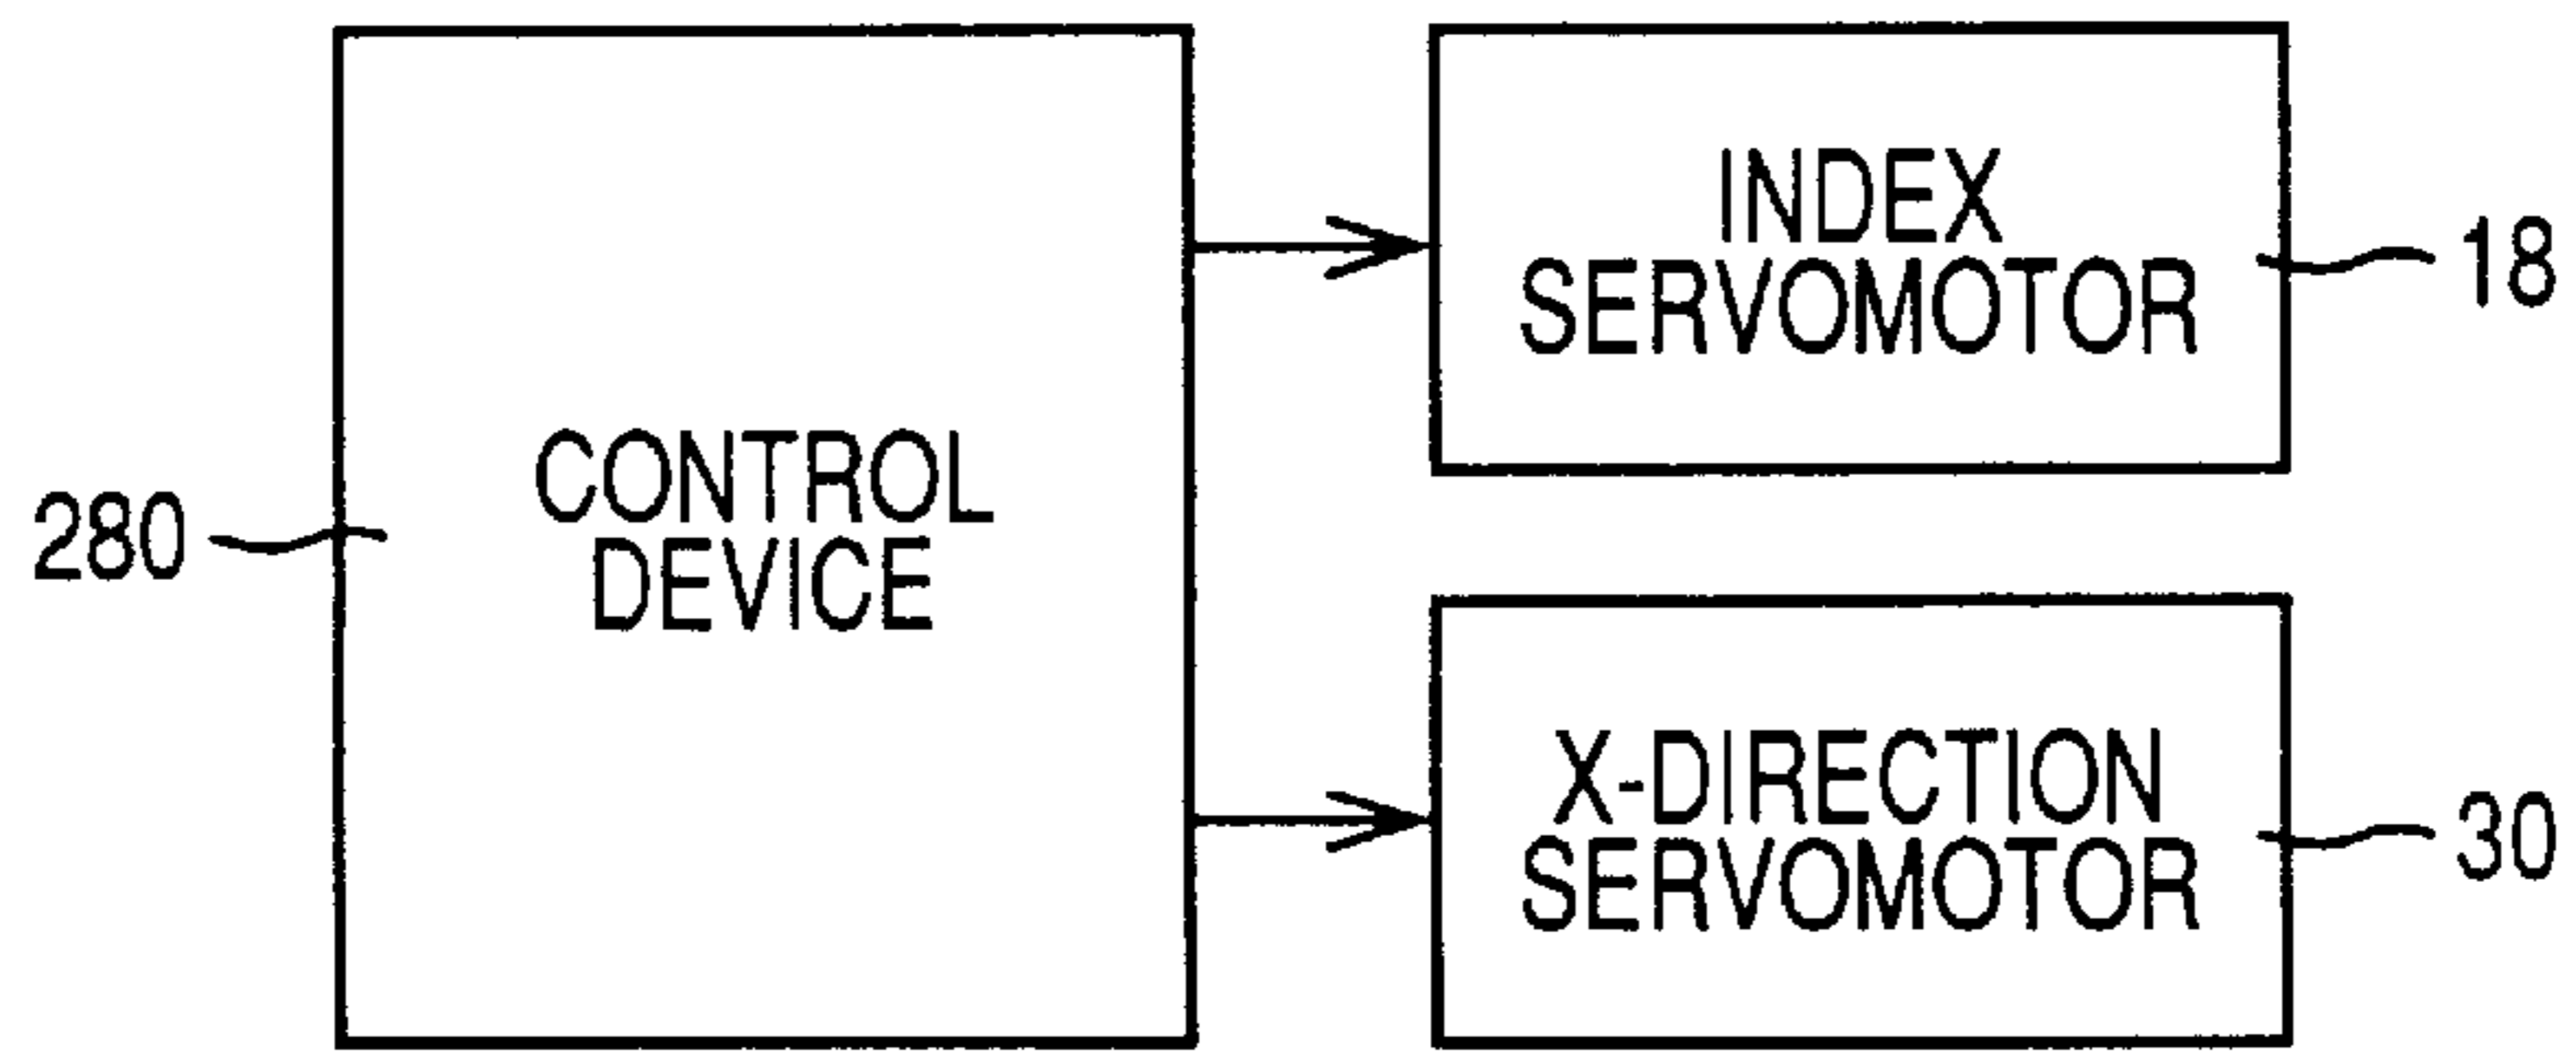 280
CONTROL
DEVICE
INDEX
SERVOMOTOR
18
X-DIRECTION
SERVOMOTOR
30